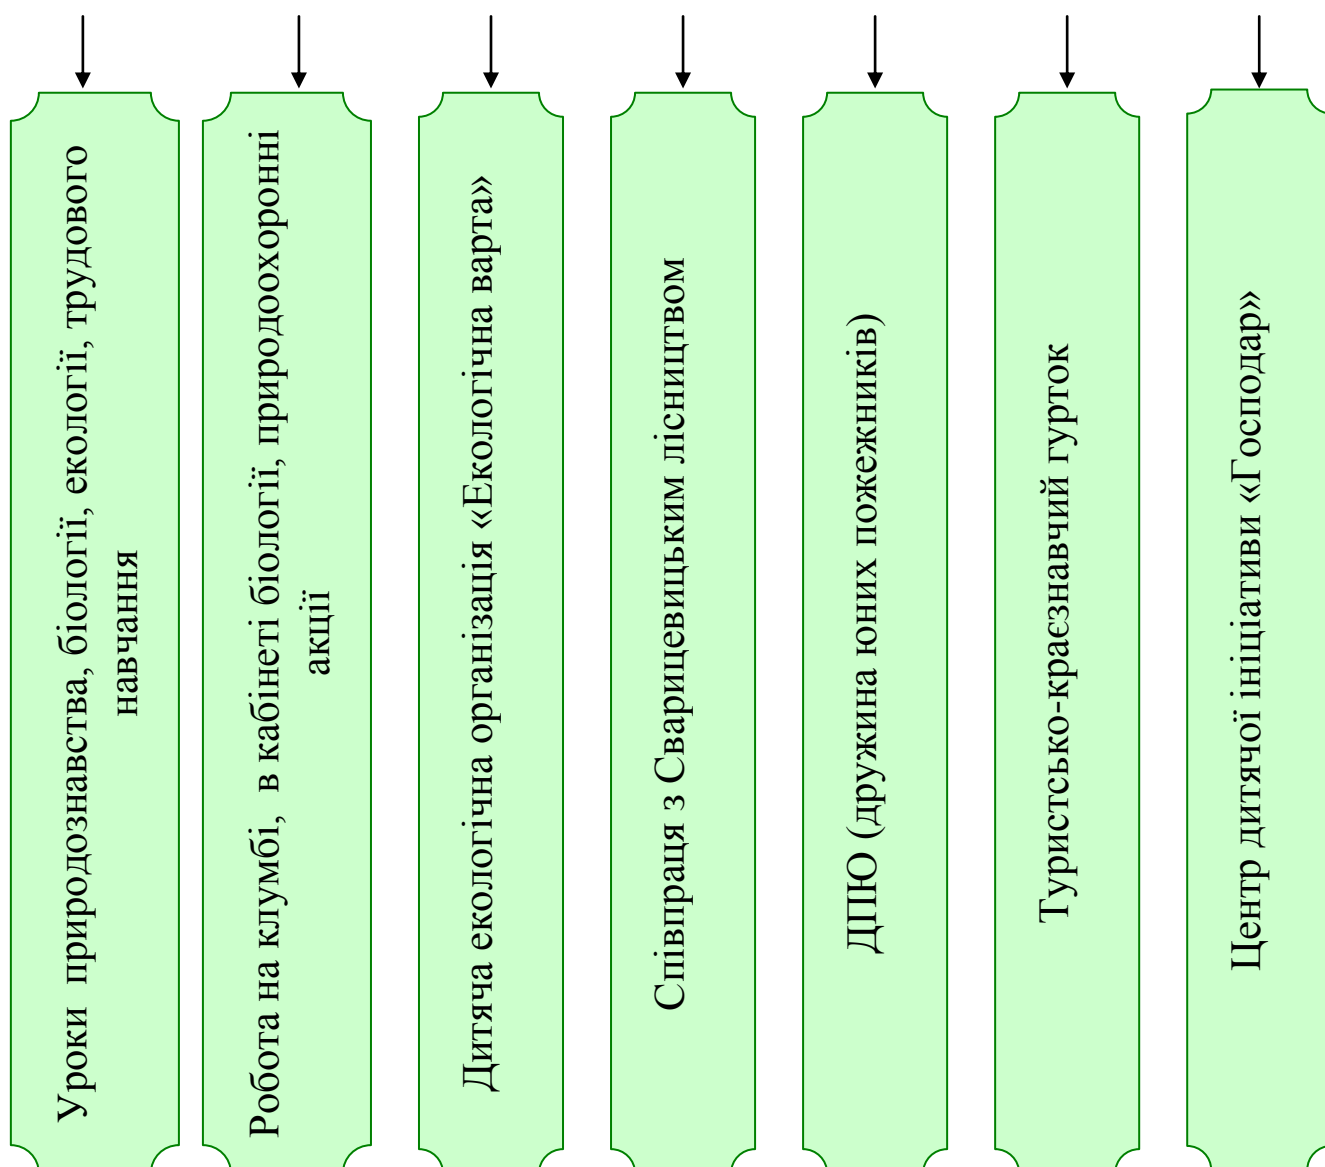 Уроки природознавства, біології, екології, трудового
навчання
Робота на клумбі, в кабінеті біології, природоохоронні
акції
Дитяча екологічна організація «Екологічна варта»
Співпраця з Сварицевицьким лісництвом
ДПЮ (дружина юних пожежників)
Туристсько-краєзнавчий гурток
Центр дитячої ініціативи «Господар»